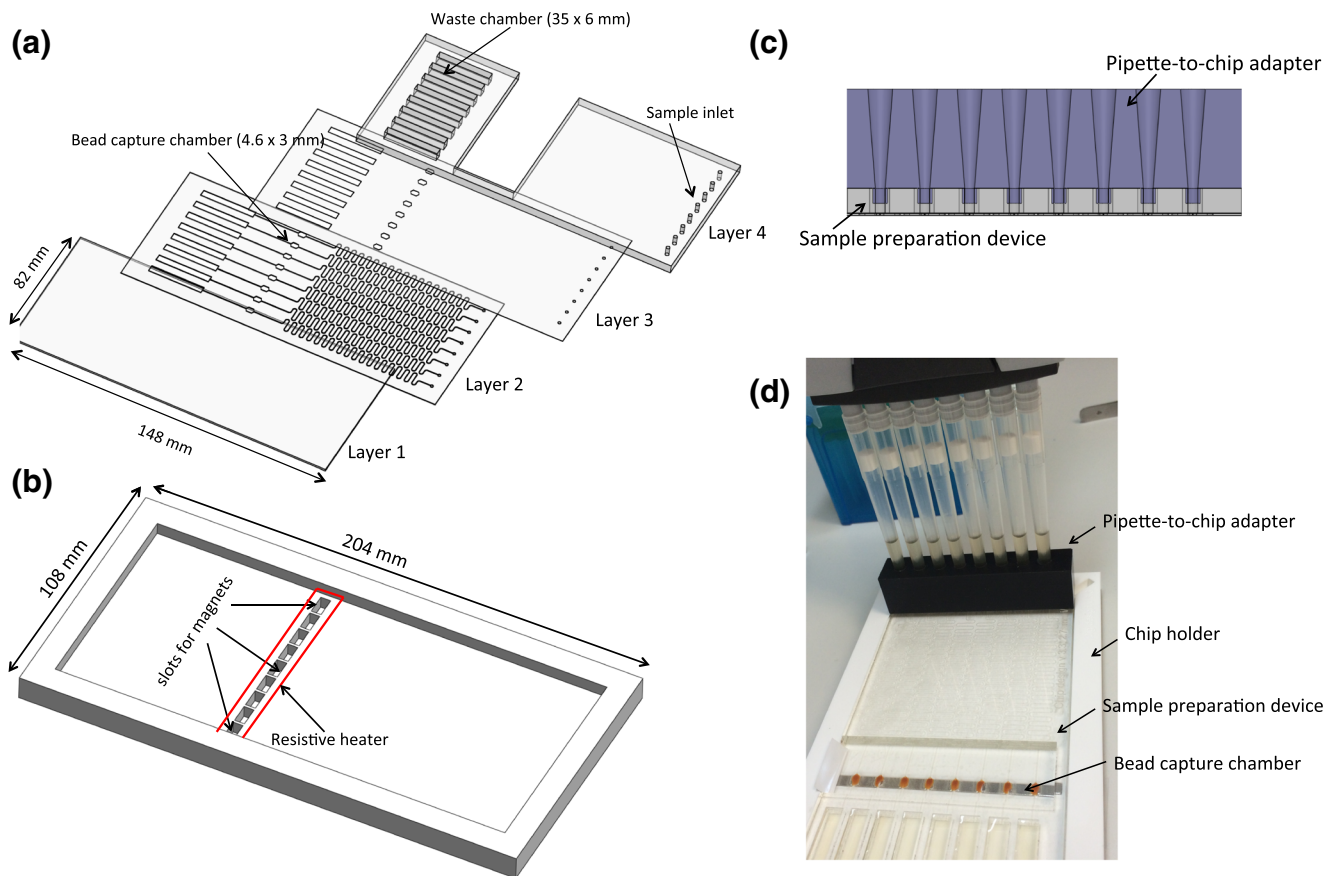 (a)
Waste chamber (35 x 6 mm)
Sample inlet
Bead capture chamber (4.6 x 3 mm)
Layer 4
82 mm
Layer 3
Layer 2
148 mm
Layer 1
(b)
108 mm
204 mm
slots for magnets
Resistive heater
(c)
Pipette-to-chip adapter
Sample preparation device
(d)
Pipette-to-chip adapter
Chip holder
Sample preparation device
Bead capture chamber